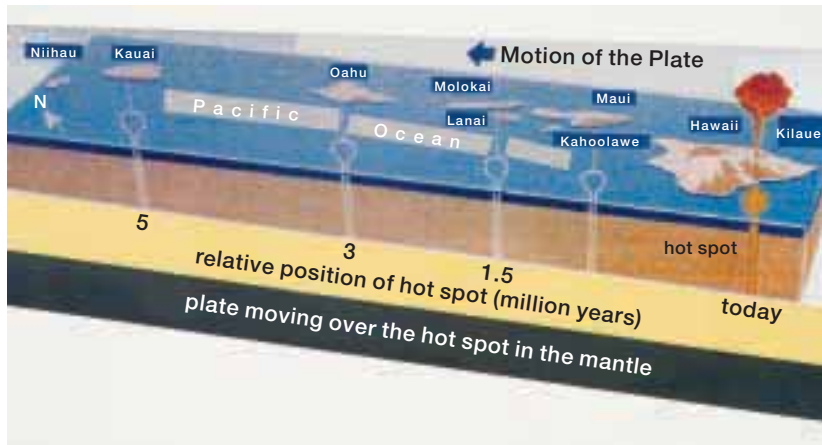 Motion of the Plate
Niihau
Kauai
Oahu
Molokai
Lanai
Maui
Kahoolawe
Hawaii
Kilaue
N
Pacific
Ocean
hot spot
5
3
1.5
today
relative position of hot spot (million years)
plate moving over the hot spot in the mantle